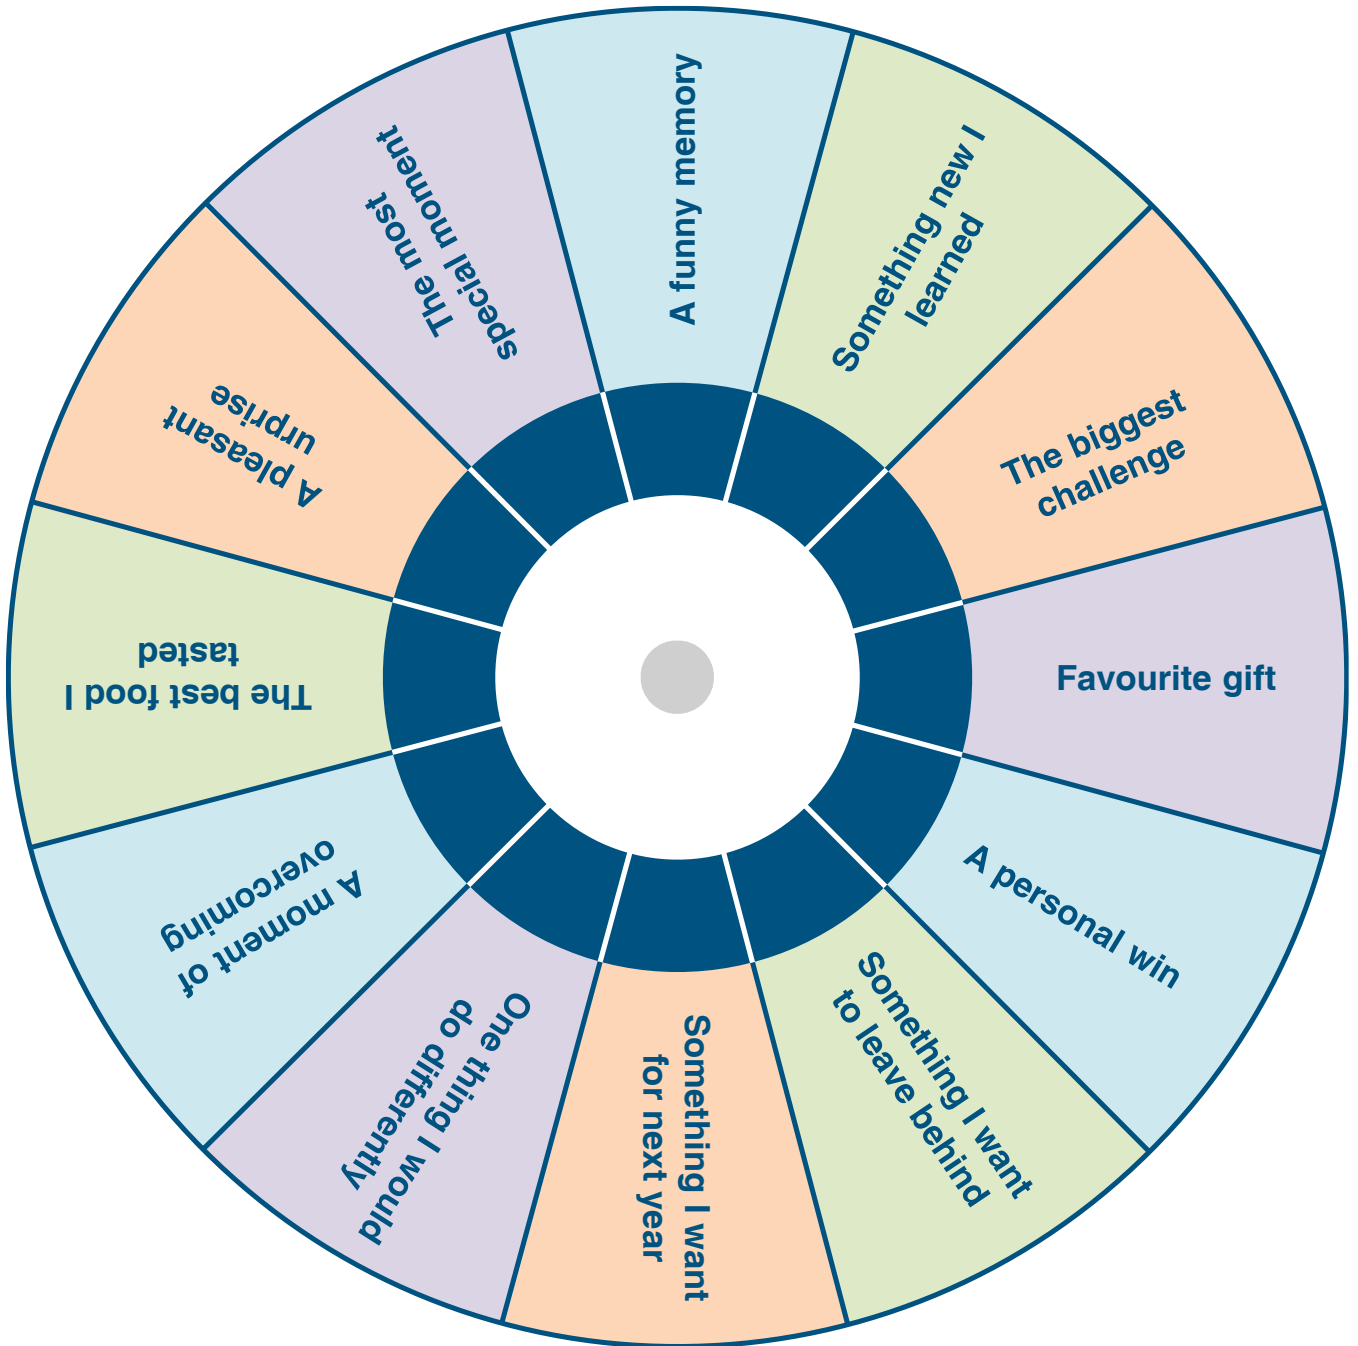 A funny memory
Something new I
learned
The biggest
challenge
Favourite gift
A personal win
Something I want
to leave behind
Something I want
for next year
One thing I would
do differently
A moment of
overcoming
The best food I
tasted
A pleasant
urprise
The most
special moment